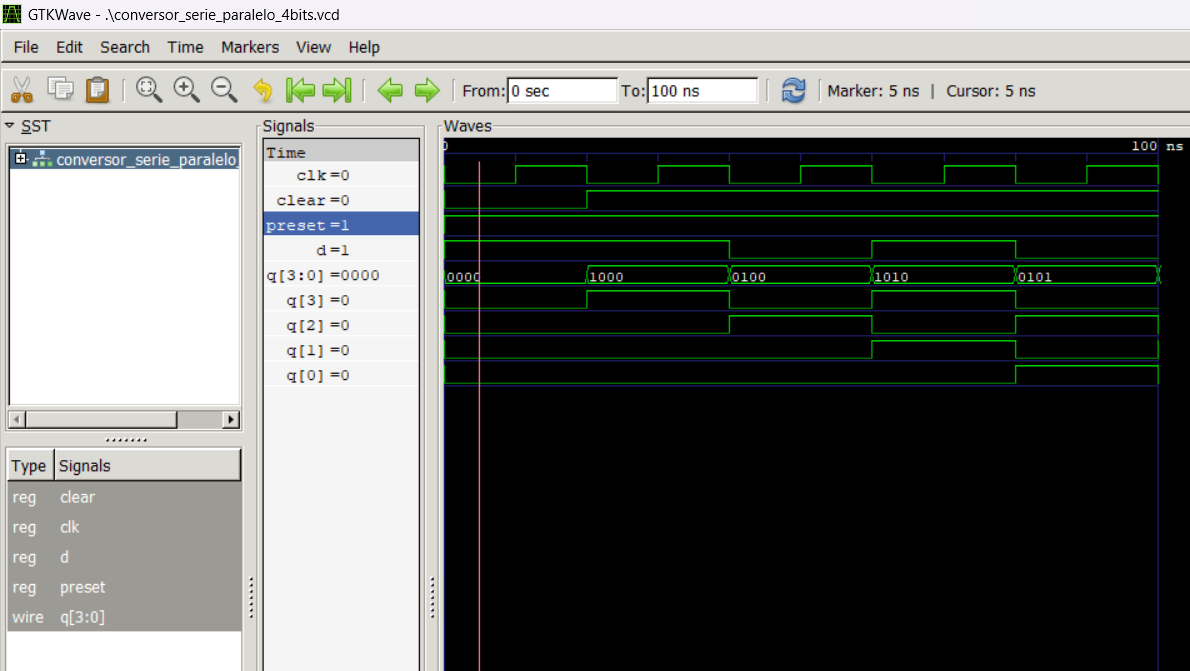 GTKWave - .\conversor_serie_paralelo_4bits.vcd
File Edit Search Time Markers View Help
From: 0 sec To: 100 ns Marker: 5 ns | Cursor: 5 ns
SST
conversor_serie_paralelo_
Type Signals
reg clear
reg clk
reg d
reg preset
wire q[3:0]
Signals
Time
clk=0
clear=0
preset=1
d=1
q[3:0]=0000
q[3]=0
q[2]=0
q[1]=0
q[0]=0
Waves
0 100 ns
0000 1000 0100 1010 0101